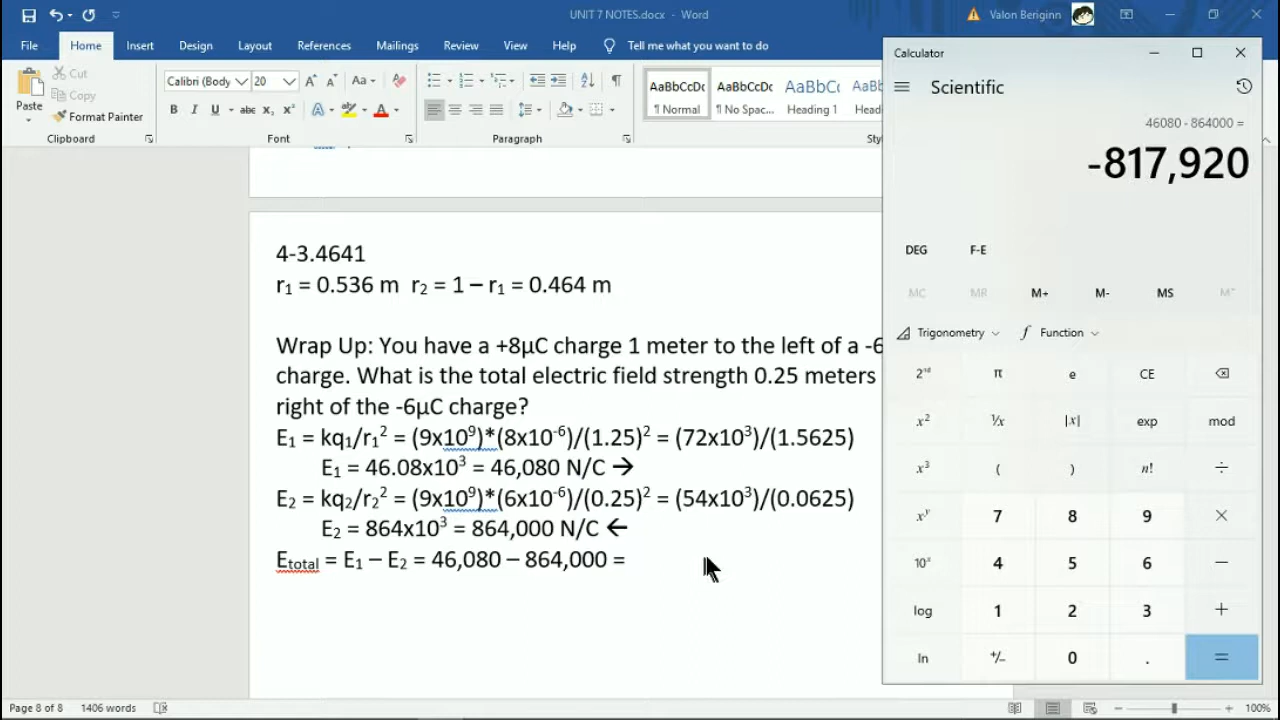 UNIT 7 NOTES.docx - Word
Valon Beriginn
File Home Insert Design Layout References Mailings Review View Help Tell me what you want to do
Paste
Cut
Copy
Format Painter
Clipboard
Calibri (Body
20
A A Aa
B I U abc x₂ x² A A
Font
Paragraph
AaBbCcDc AaBbCcDc AaBbC AaBb
¶ Normal ¶ No Spac... Heading 1 Head
Sty
4-3.4641
r₁ = 0.536 m r₂ = 1 – r₁ = 0.464 m
Wrap Up: You have a +8μC charge 1 meter to the left of a -6
charge. What is the total electric field strength 0.25 meters
right of the -6μC charge?
E₁ = kq₁/r₁² = (9x10⁹)*(8x10⁻⁶)/(1.25)² = (72x10³)/(1.5625)
E₁ = 46.08x10³ = 46,080 N/C →
E₂ = kq₂/r₂² = (9x10⁹)*(6x10⁻⁶)/(0.25)² = (54x10³)/(0.0625)
E₂ = 864x10³ = 864,000 N/C ←
Etotal = E₁ – E₂ = 46,080 – 864,000 =
Calculator
Scientific
46080 - 864000 =
-817,920
DEG F-E
MC MR M+ M- MS M˅
Trigonometry Function
2ⁿᵈ π e CE
x² ¹/x |x| exp mod
x³ ( ) n! ÷
xʸ 7 8 9 ×
10ˣ 4 5 6 −
log 1 2 3 +
ln +/- 0 . =
Page 8 of 8 1406 words
100%